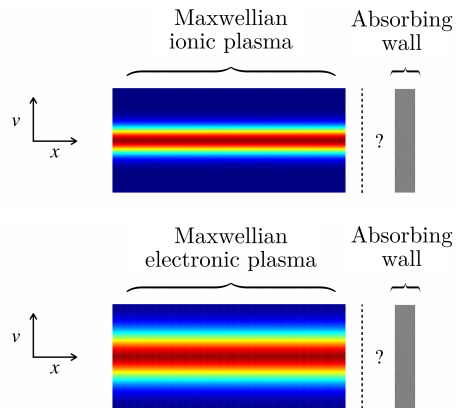 Maxwellian
ionic plasma
Absorbing
wall
v
x
?
Maxwellian
electronic plasma
Absorbing
wall
v
x
?